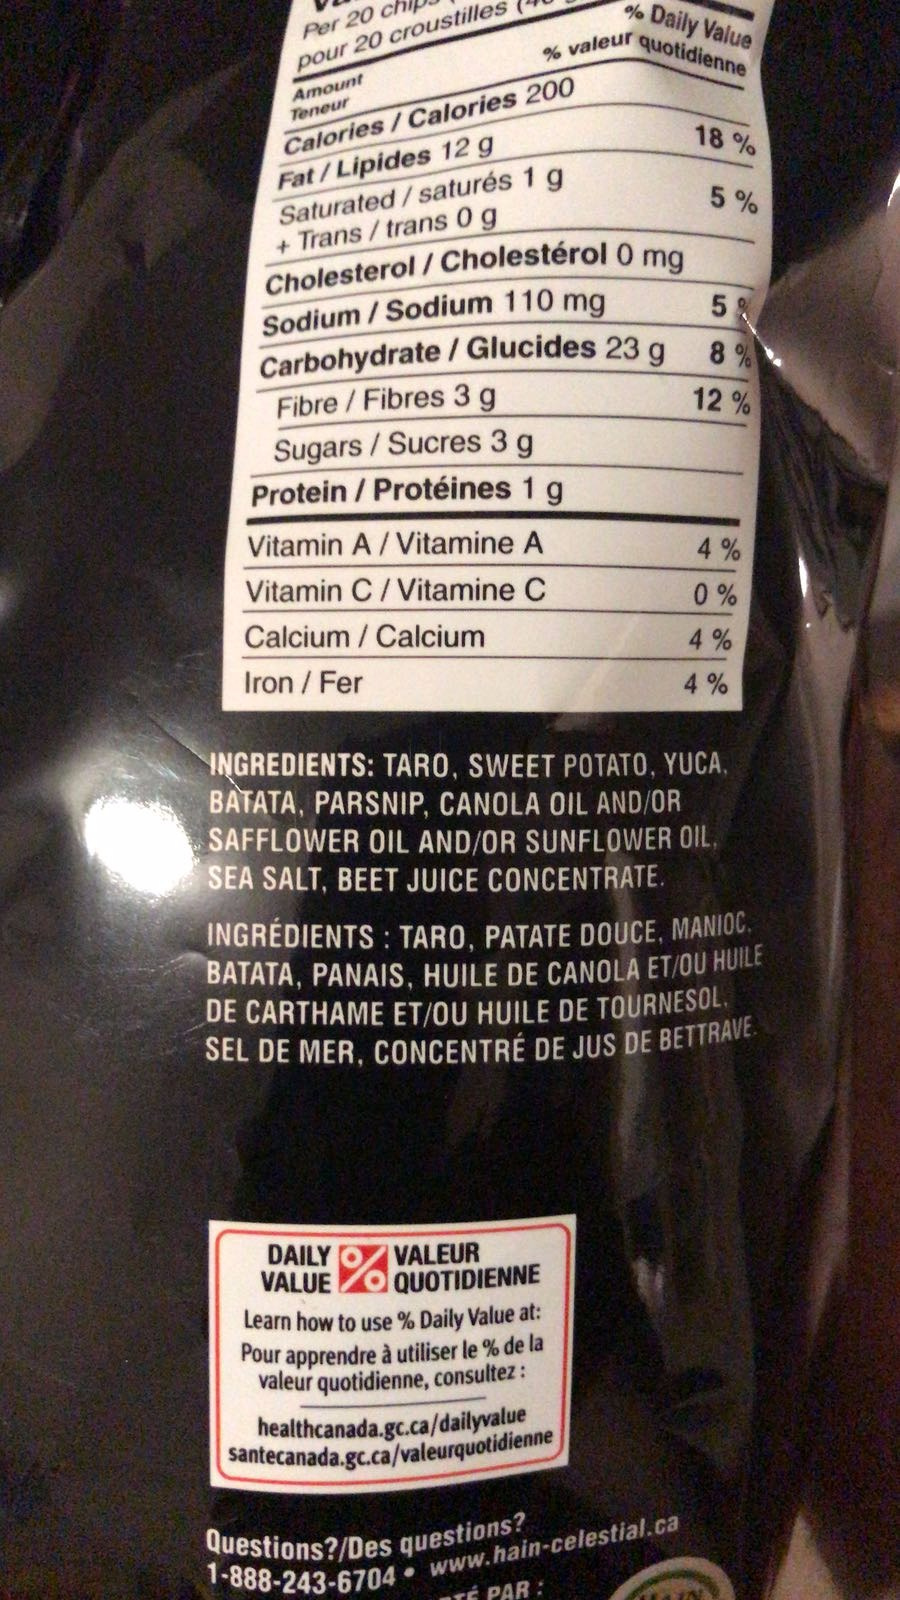 Per 20 chips
pour 20 croustilles
Amount
Teneur
% Daily Value
% valeur quotidienne
Calories / Calories 200
Fat / Lipides 12 g 18 %
Saturated / saturés 1 g
+ Trans / trans 0 g 5 %
Cholesterol / Cholestérol 0 mg
Sodium / Sodium 110 mg 5 %
Carbohydrate / Glucides 23 g 8 %
Fibre / Fibres 3 g 12 %
Sugars / Sucres 3 g
Protein / Protéines 1 g
Vitamin A / Vitamine A 4 %
Vitamin C / Vitamine C 0 %
Calcium / Calcium 4 %
Iron / Fer 4 %
INGREDIENTS: TARO, SWEET POTATO, YUCA,
BATATA, PARSNIP, CANOLA OIL AND/OR
SAFFLOWER OIL AND/OR SUNFLOWER OIL,
SEA SALT, BEET JUICE CONCENTRATE.
INGRÉDIENTS : TARO, PATATE DOUCE, MANIOC,
BATATA, PANAIS, HUILE DE CANOLA ET/OU HUILE
DE CARTHAME ET/OU HUILE DE TOURNESOL,
SEL DE MER, CONCENTRÉ DE JUS DE BETTRAVE.
DAILY % VALEUR
VALUE QUOTIDIENNE
Learn how to use % Daily Value at:
Pour apprendre à utiliser le % de la
valeur quotidienne, consultez :
healthcanada.gc.ca/dailyvalue
santecanada.gc.ca/valeurquotidienne
Questions?/Des questions?
1-888-243-6704 • www.hain-celestial.ca
PAR :